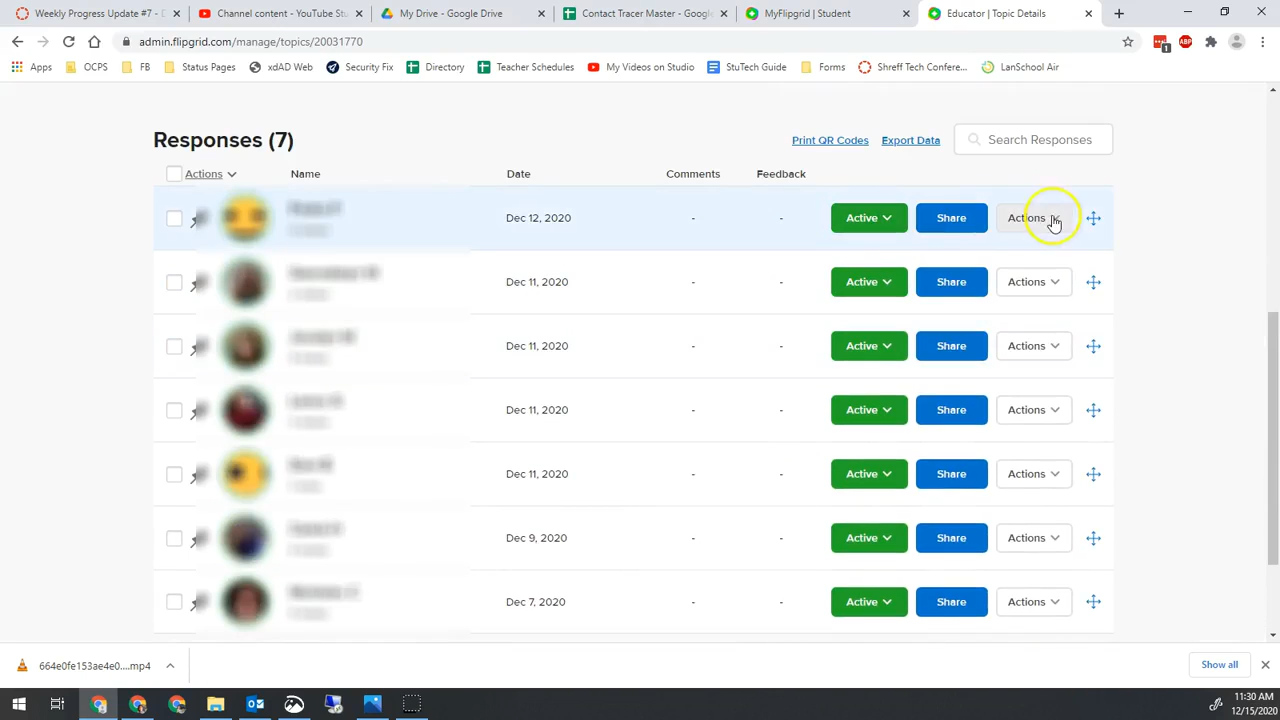 Weekly Progress Update #7 - D
Channel content - YouTube Stu
My Drive - Google Drive
Contact Tracer Master - Google
MyFlipgrid | Student
Educator | Topic Details
admin.flipgrid.com/manage/topics/20031770
1
ABP
Apps OCPS FB Status Pages xdAD Web Security Fix Directory Teacher Schedules My Videos on Studio StuTech Guide Forms Shreff Tech Confere... LanSchool Air
Responses (7) Print QR Codes Export Data Search Responses
Actions Name Date Comments Feedback
Dec 12, 2020 - - Active Share Actions
Dec 11, 2020 - - Active Share Actions
Dec 11, 2020 - - Active Share Actions
Dec 11, 2020 - - Active Share Actions
Dec 11, 2020 - - Active Share Actions
Dec 9, 2020 - - Active Share Actions
Dec 7, 2020 - - Active Share Actions
664e0fe153ae4e0....mp4 Show all
11:30 AM
12/15/2020